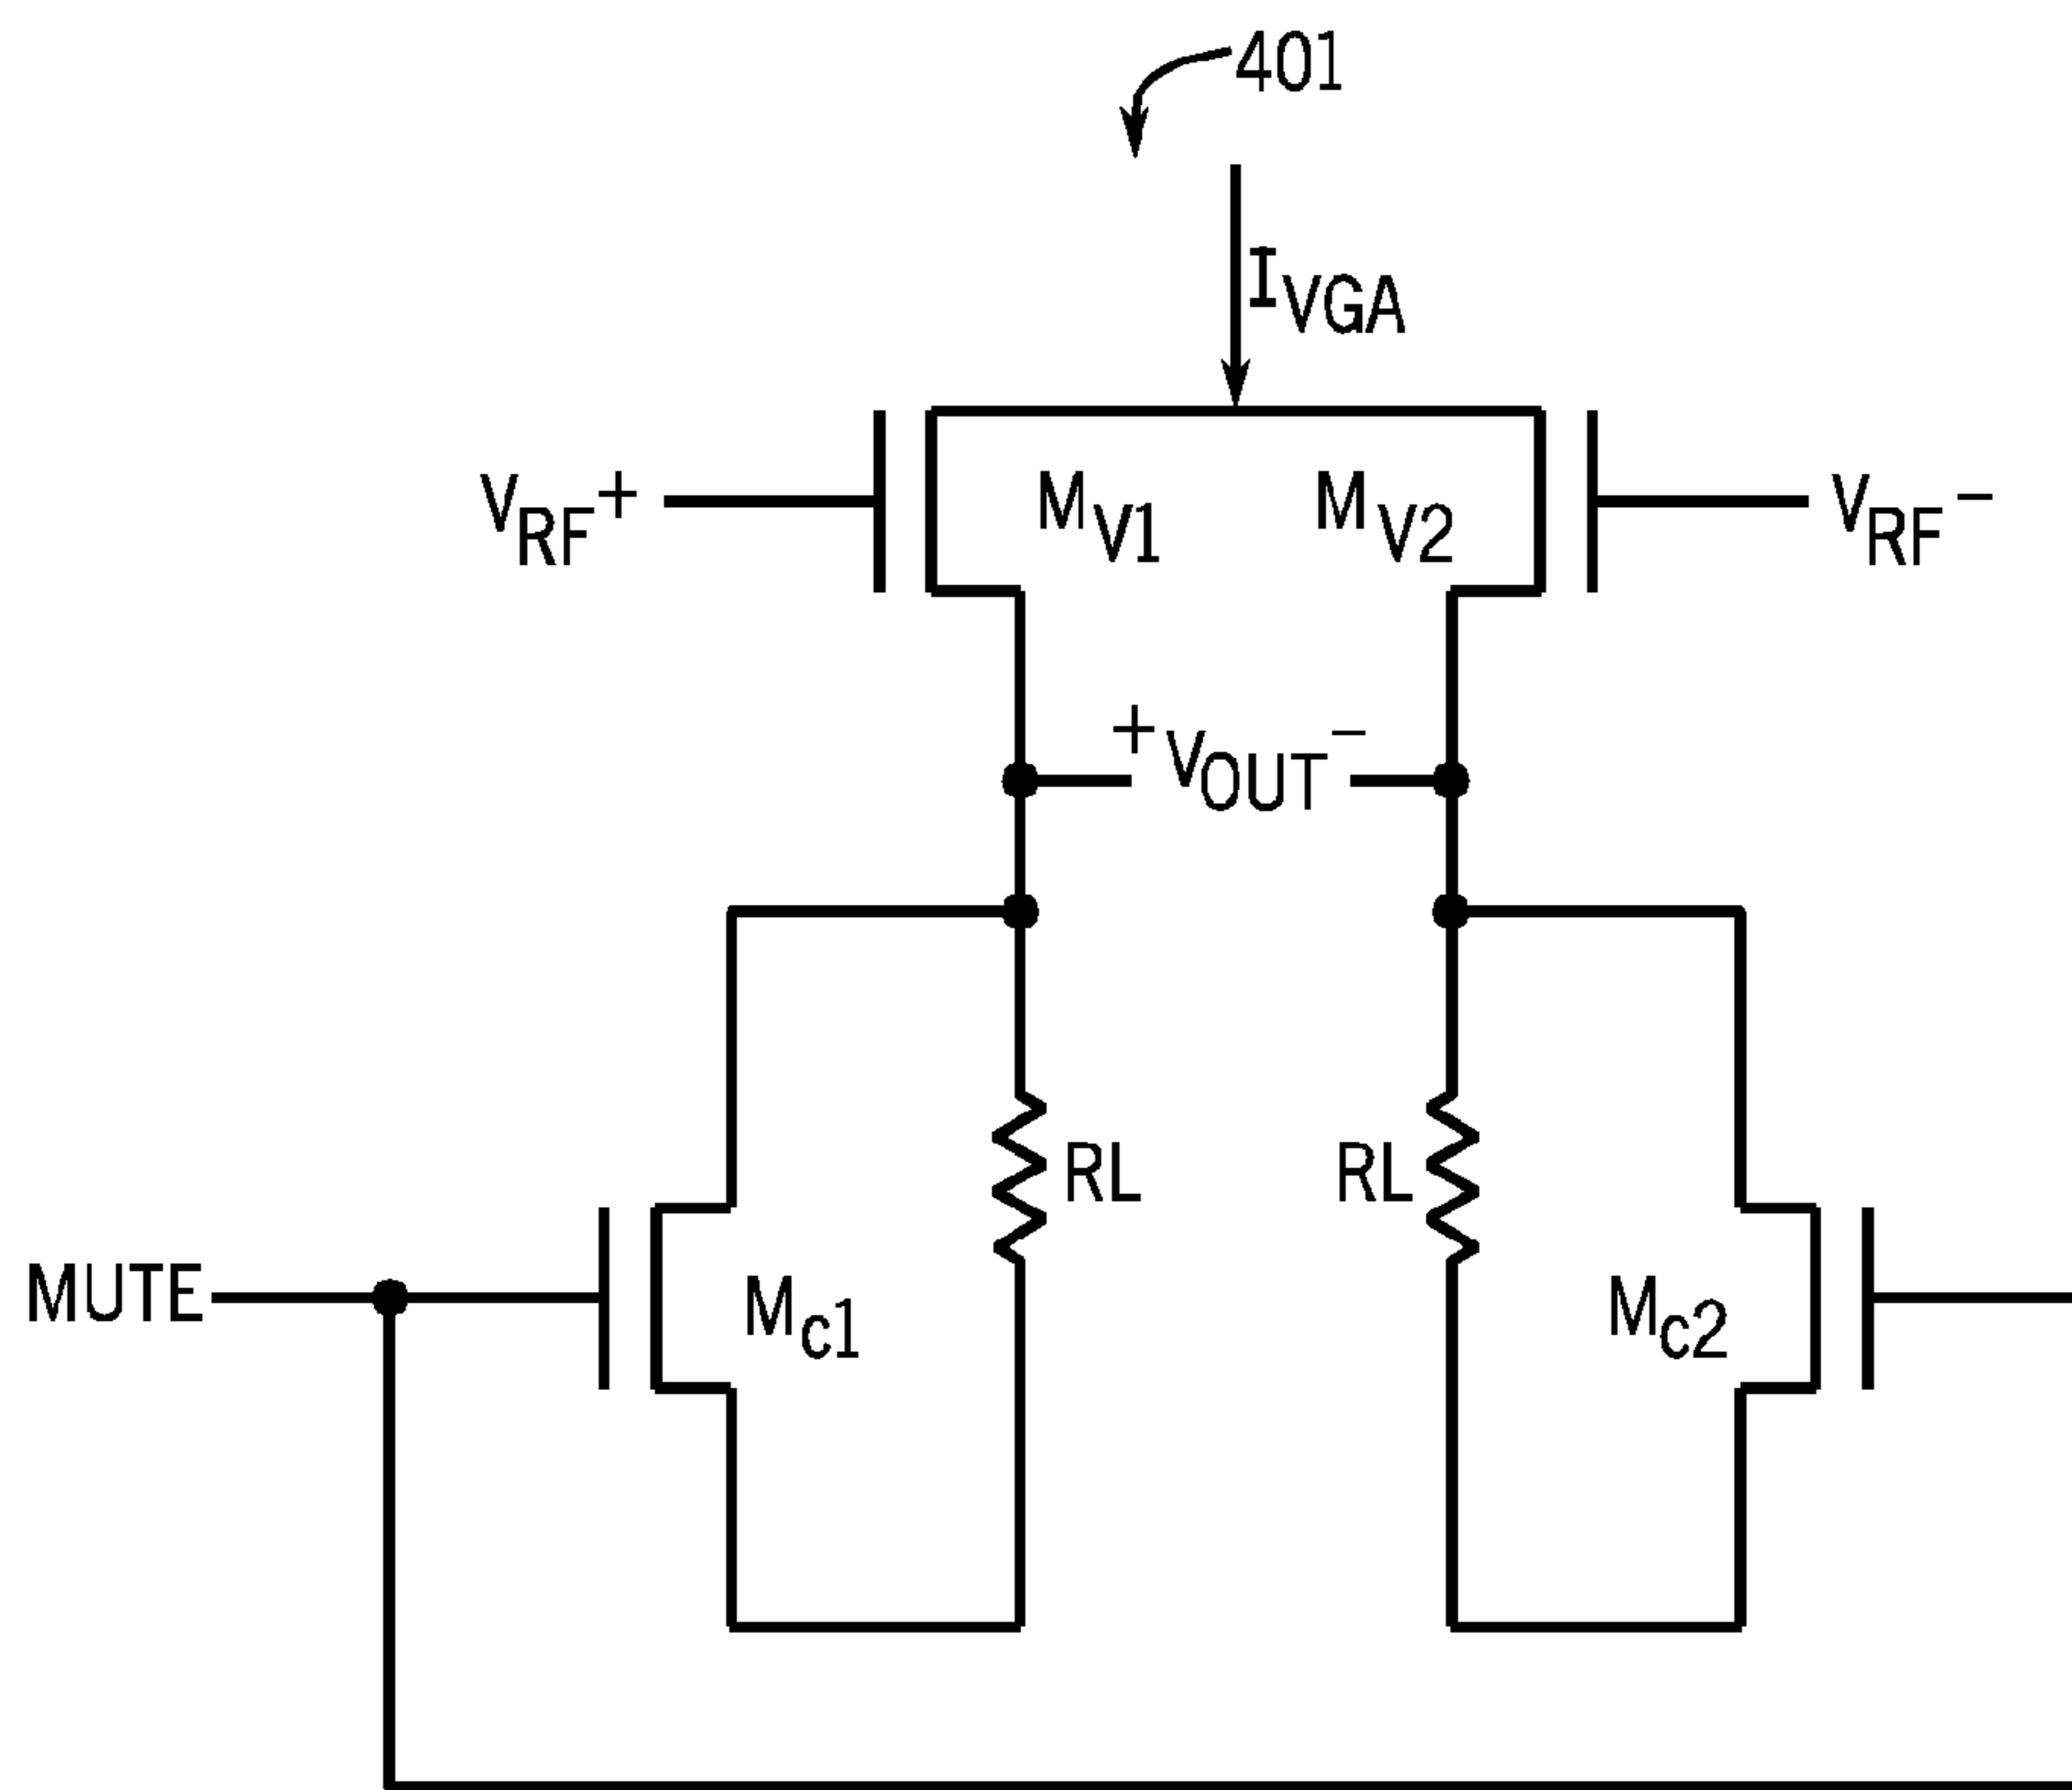 401
IVGA
VRF+
MV1
MV2
VRF−
+VOUT−
RL
RL
MUTE
Mc1
Mc2